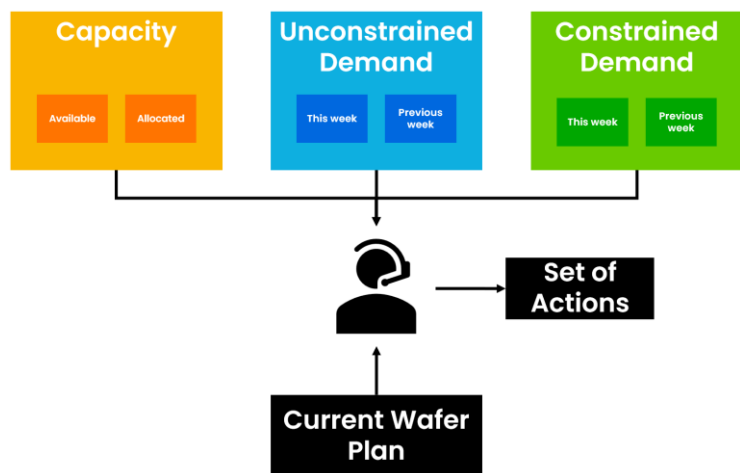 Capacity
Unconstrained
Demand
Constrained
Demand
Available
Allocated
This week
Previous
week
This week
Previous
week
Set of
Actions
Current Wafer
Plan